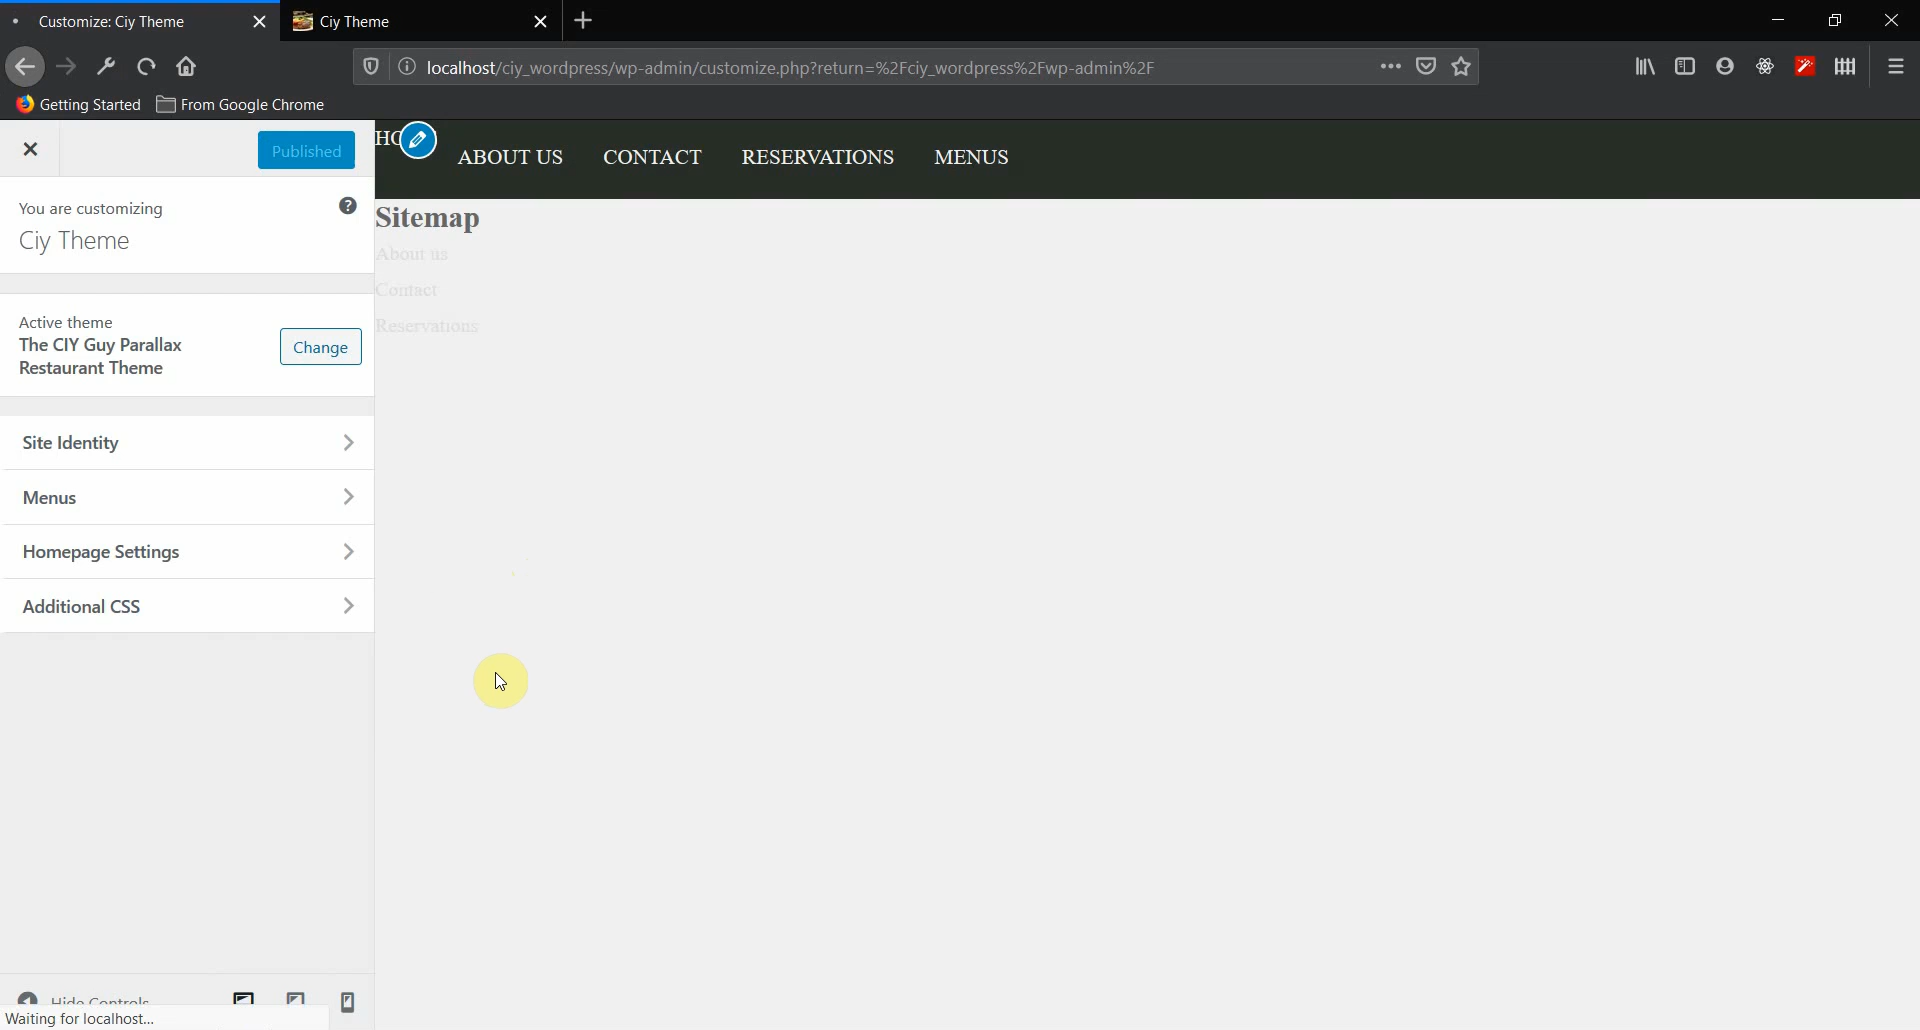 Customize: Ciy Theme
Ciy Theme
localhost/ciy_wordpress/wp-admin/customize.php?return=%2Fciy_wordpress%2Fwp-admin%2F
Getting Started
From Google Chrome
Published
You are customizing
Ciy Theme
Active theme
The CIY Guy Parallax
Restaurant Theme
Change
Site Identity
Menus
Homepage Settings
Additional CSS
Hide Controls
Waiting for localhost...
ABOUT US
CONTACT
RESERVATIONS
MENUS
Sitemap
About us
Contact
Reservations